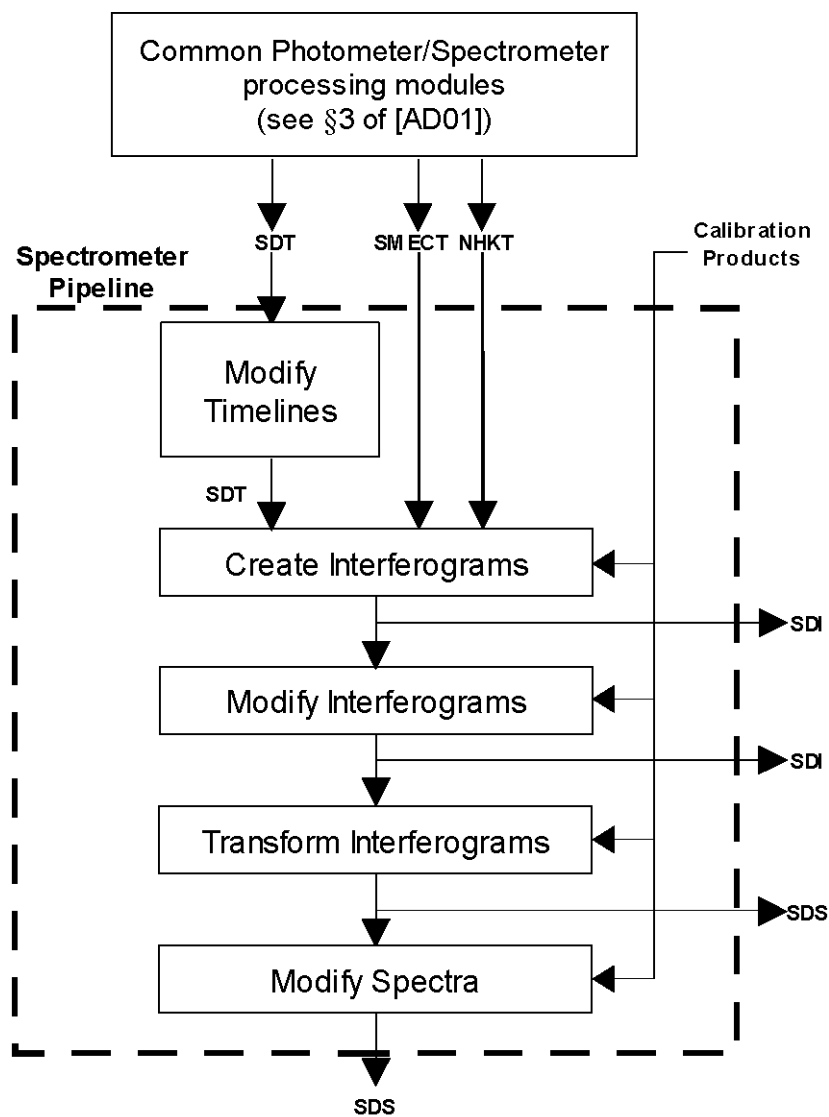 Common Photometer/Spectrometer
processing modules
(see §3 of [AD01])
SDT
SMECT
NHKT
Calibration
Products
Spectrometer
Pipeline
Modify
Timelines
SDT
Create Interferograms
SDI
Modify Interferograms
SDI
Transform Interferograms
SDS
Modify Spectra
SDS